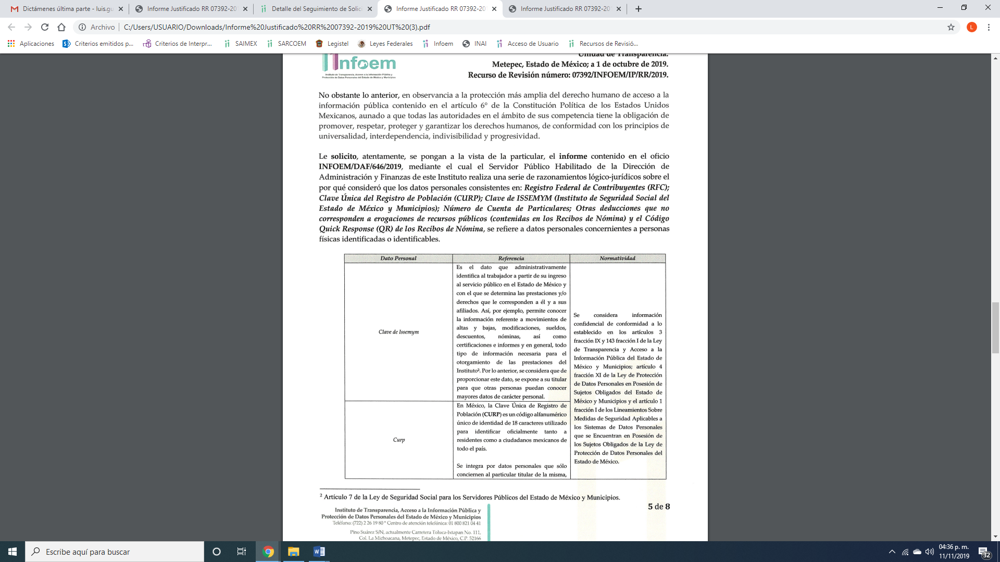 Dictámenes última parte - luis.gu
Informe Justificado RR 07392-20
Detalle del Seguimiento de Solici
Informe Justificado RR 07392-20
Informe Justificado RR 07392-20
Archivo
C:/Users/USUARIO/Downloads/Informe%20Justificado%20RR%2007392-2019%20UT%20(3).pdf
L
Aplicaciones
Criterios emitidos p...
Criterios de Interpr...
SAIMEX
SARCOEM
Legistel
Leyes Federales
Infoem
INAI
Acceso de Usuario
Recursos de Revisió...
Infoem
Instituto de Transparencia, Acceso a la Información Pública y
Protección de Datos Personales del Estado de México y Municipios
Unidad de Transparencia.
Metepec, Estado de México; a 1 de octubre de 2019.
Recurso de Revisión número: 07392/INFOEM/IP/RR/2019.
No obstante lo anterior, en observancia a la protección más amplia del derecho humano de acceso a la
información pública contenido en el artículo 6° de la Constitución Política de los Estados Unidos
Mexicanos, aunado a que todas las autoridades en el ámbito de sus competencia tiene la obligación de
promover, respetar, proteger y garantizar los derechos humanos, de conformidad con los principios de
universalidad, interdependencia, indivisibilidad y progresividad.
Le solicito, atentamente, se pongan a la vista de la particular, el informe contenido en el oficio
INFOEM/DAF/646/2019, mediante el cual el Servidor Público Habilitado de la Dirección de
Administración y Finanzas de este Instituto realiza una serie de razonamientos lógico-jurídicos sobre el
por qué consideró que los datos personales consistentes en: Registro Federal de Contribuyentes (RFC);
Clave Única del Registro de Población (CURP); Clave de ISSEMYM (Instituto de Seguridad Social del
Estado de México y Municipios); Número de Cuenta de Particulares; Otras deducciones que no
corresponden a erogaciones de recursos públicos (contenidas en los Recibos de Nómina) y el Código
Quick Response (QR) de los Recibos de Nómina, se refiere a datos personales concernientes a personas
físicas identificadas o identificables.
Dato Personal
Referencia
Normatividad
Clave de Issemym
Es el dato que administrativamente
identifica al trabajador a partir de su ingreso
al servicio público en el Estado de México y
con el que se determina las prestaciones y/o
derechos que le corresponden a él y a sus
afiliados. Así, por ejemplo, permite conocer
la información referente a movimientos de
altas y bajas, modificaciones, sueldos,
descuentos, nóminas, así como
certificaciones e informes y en general, todo
tipo de información necesaria para el
otorgamiento de las prestaciones del
Instituto². Por lo anterior, se considera que de
proporcionar este dato, se expone a su titular
para que otras personas puedan conocer
mayores datos de carácter personal.
Se considera información
confidencial de conformidad a lo
establecido en los artículos 3
fracción IX y 143 fracción I de la Ley
de Transparencia y Acceso a la
Información Pública del Estado de
México y Municipios; artículo 4
fracción XI de la Ley de Protección
de Datos Personales en Posesión de
Sujetos Obligados del Estado de
México y Municipios y el artículo 1
fracción I de los Lineamientos Sobre
Medidas de Seguridad Aplicables a
los Sistemas de Datos Personales
que se Encuentran en Posesión de
los Sujetos Obligados de la Ley de
Protección de Datos Personales del
Estado de México.
Curp
En México, la Clave Única de Registro de
Población (CURP) es un código alfanumérico
único de identidad de 18 caracteres utilizado
para identificar oficialmente tanto a
residentes como a ciudadanos mexicanos de
todo el país.
Se integra por datos personales que sólo
conciernen al particular titular de la misma,
² Artículo 7 de la Ley de Seguridad Social para los Servidores Públicos del Estado de México y Municipios.
5 de 8
Instituto de Transparencia, Acceso a la Información Pública y
Protección de Datos Personales del Estado de México y Municipios
Teléfono: (722) 2 26 19 80 * Centro de atención telefónica: 01 800 821 04 41
Pino Suárez S/N, actualmente Carretera Toluca-Ixtapan No. 111,
Col. La Michoacana, Metepec, Estado de México, C.P. 52166
Escribe aquí para buscar
04:36 p. m.
11/11/2019
32